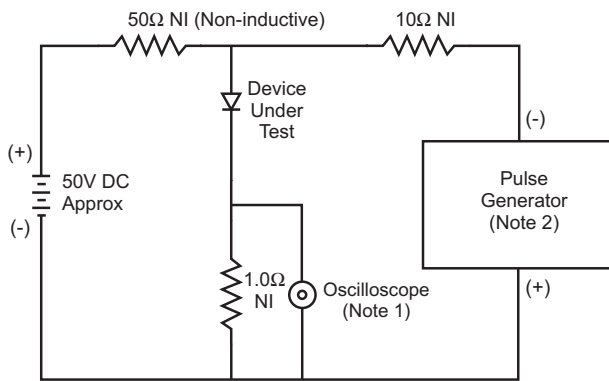 50Ω NI (Non-inductive)
10Ω NI
Device
Under
Test
(+)
50V DC
Approx
(-)
(-)
Pulse
Generator
(Note 2)
(+)
1.0Ω
NI
Oscilloscope
(Note 1)